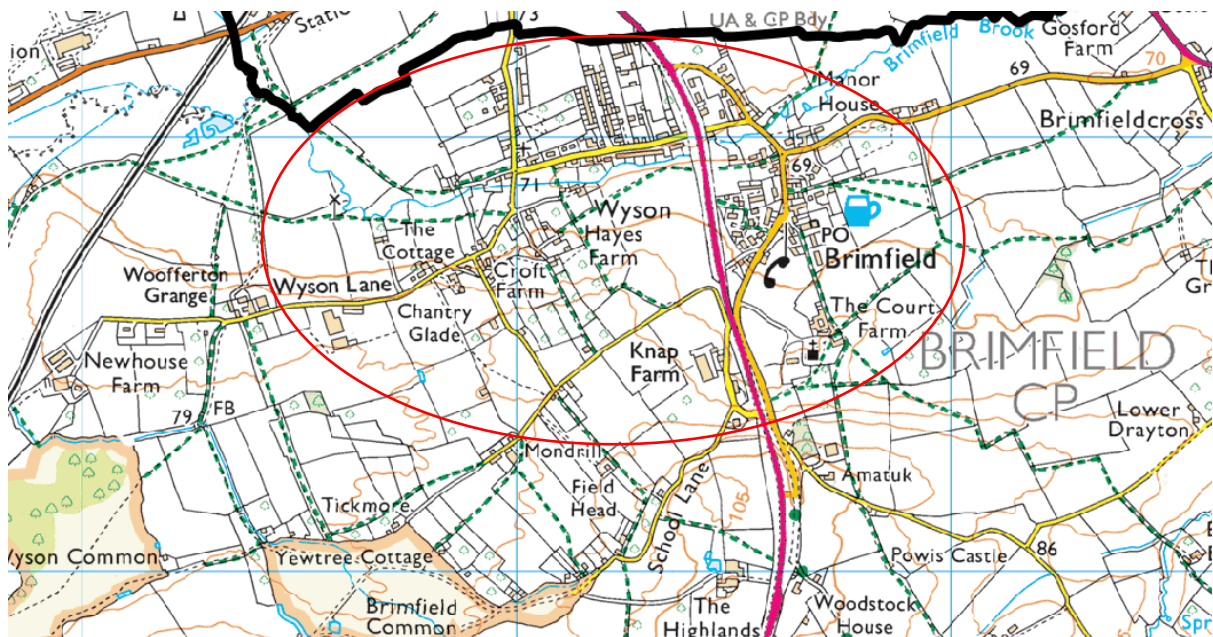 Station
73
UA & CP Bdy
Brimfield Brook
Gosford
Farm
70
69
Manor
House
Brimfieldcross
71
69
Wyson
Hayes
Farm
The
Cottage
PO
Brimfield
Woofferton
Grange
Wyson Lane
Croft
Farm
Chantry
Glade
The Court
Farm
Newhouse
Farm
Knap
Farm
BRIMFIELD
CP
79
FB
Lower
Drayton
Mondrill
Field
Head
School Lane
105
Amatuk
Tickmore
Yewtree Cottage
Powis Castle
86
Brimfield
Common
The
Highlands
Woodstock
House